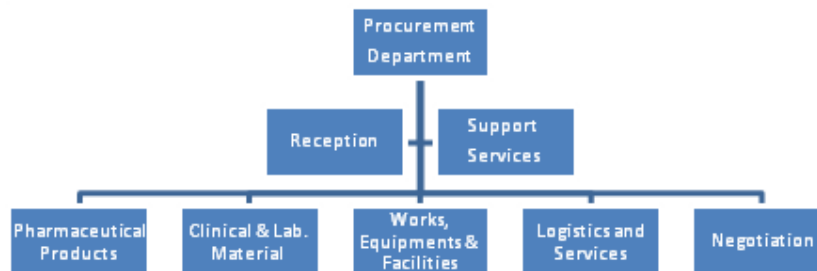 Procurement
Department
Reception
Support
Services
Pharmaceutical
Products
Clinical & Lab.
Material
Works,
Equipments &
Facilities
Logistics and
Services
Negotiation